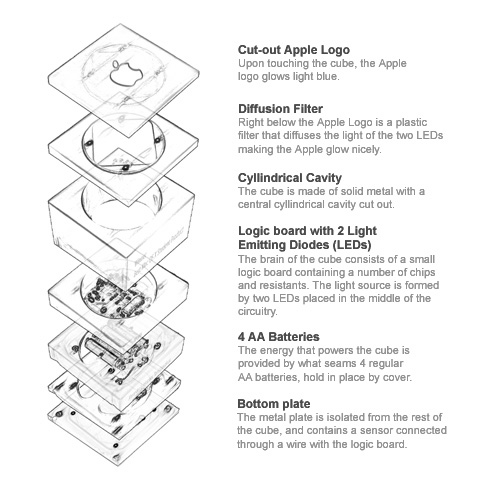 Cut-out Apple Logo
Upon touching the cube, the Apple
logo glows light blue.
Diffusion Filter
Right below the Apple Logo is a plastic
filter that diffuses the light of the two LEDs
making the Apple glow nicely.
Cyllindrical Cavity
The cube is made of solid metal with a
central cyllindrical cavity cut out.
Logic board with 2 Light
Emitting Diodes (LEDs)
The brain of the cube consists of a small
logic board containing a number of chips
and resistants. The light source is formed
by two LEDs placed in the middle of the
circuitry.
4 AA Batteries
The energy that powers the cube is
provided by what seams 4 regular
AA batteries, hold in place by cover.
Bottom plate
The metal plate is isolated from the rest of
the cube, and contains a sensor connected
through a wire with the logic board.